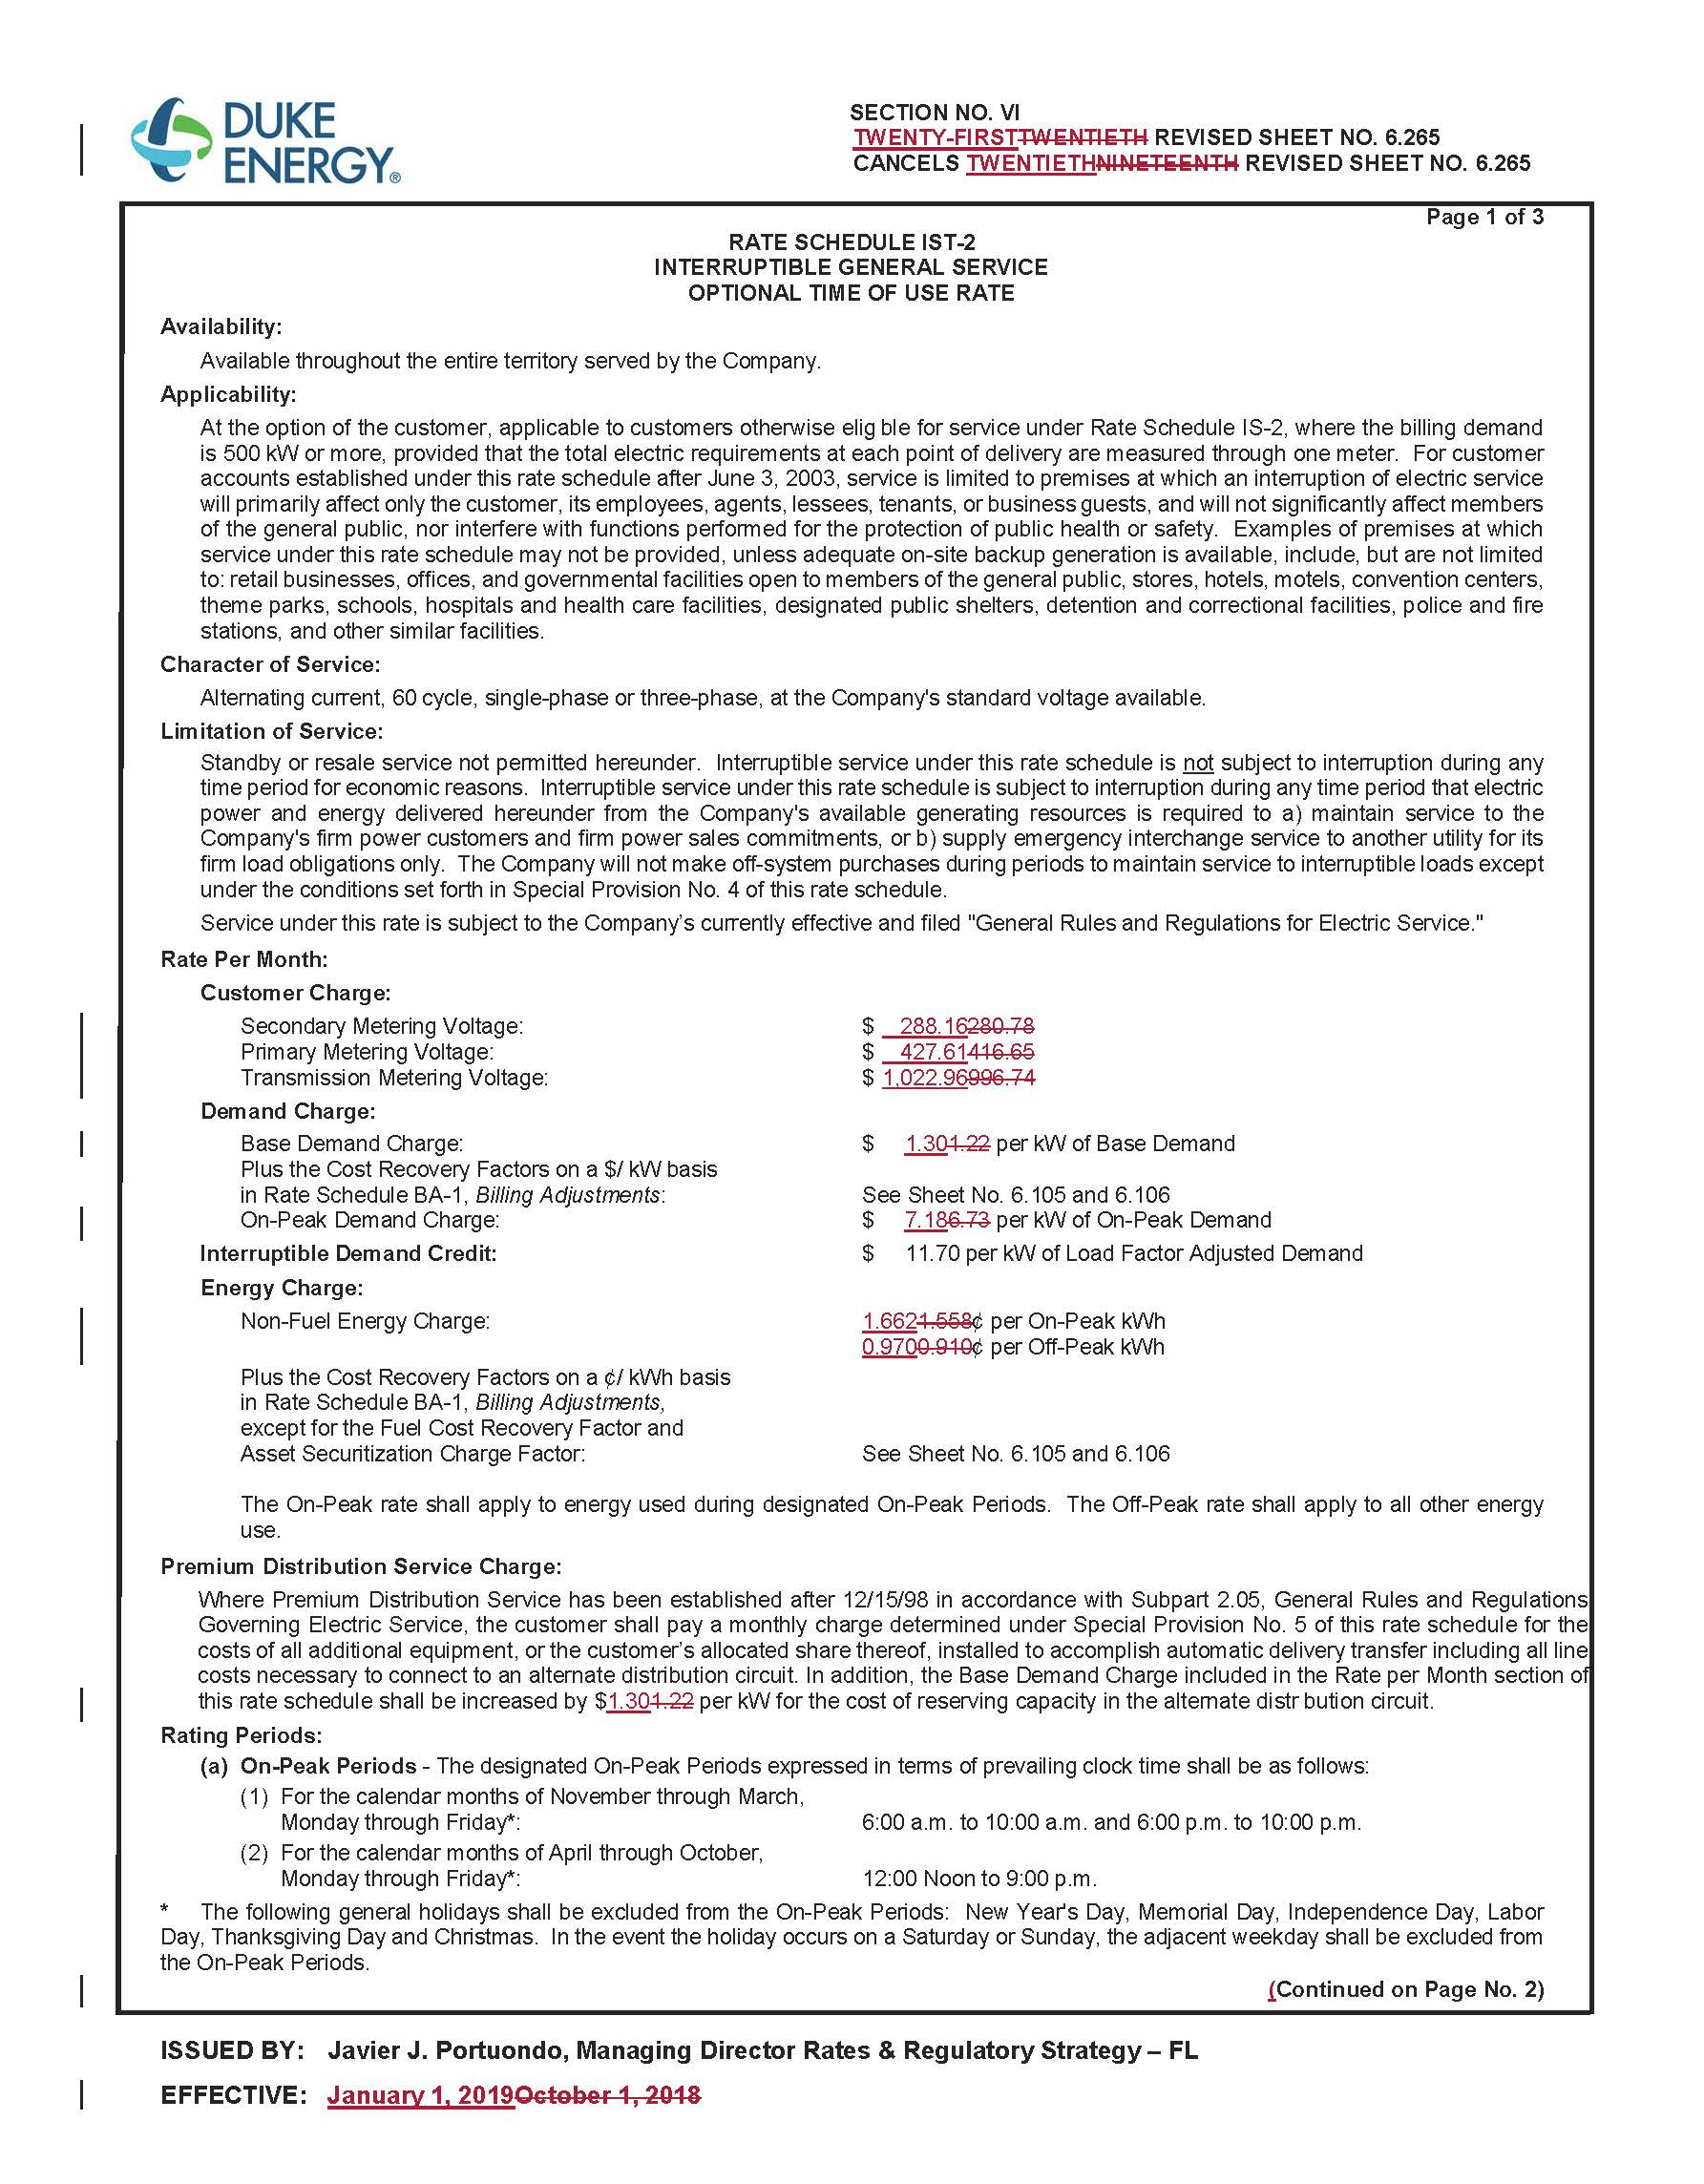 DUKE
ENERGY®
SECTION NO. VI
TWENTY-FIRSTTWENTIETH REVISED SHEET NO. 6.265
CANCELS TWENTIETHNINETEENTH REVISED SHEET NO. 6.265
Page 1 of 3
RATE SCHEDULE IST-2
INTERRUPTIBLE GENERAL SERVICE
OPTIONAL TIME OF USE RATE
Availability:
Available throughout the entire territory served by the Company.
Applicability:
At the option of the customer, applicable to customers otherwise elig ble for service under Rate Schedule IS-2, where the billing demand
is 500 kW or more, provided that the total electric requirements at each point of delivery are measured through one meter.  For customer
accounts established under this rate schedule after June 3, 2003, service is limited to premises at which an interruption of electric service
will primarily affect only the customer, its employees, agents, lessees, tenants, or business guests, and will not significantly affect members
of the general public, nor interfere with functions performed for the protection of public health or safety.  Examples of premises at which
service under this rate schedule may not be provided, unless adequate on-site backup generation is available, include, but are not limited
to: retail businesses, offices, and governmental facilities open to members of the general public, stores, hotels, motels, convention centers,
theme parks, schools, hospitals and health care facilities, designated public shelters, detention and correctional facilities, police and fire
stations, and other similar facilities.
Character of Service:
Alternating current, 60 cycle, single-phase or three-phase, at the Company's standard voltage available.
Limitation of Service:
Standby or resale service not permitted hereunder.  Interruptible service under this rate schedule is not subject to interruption during any
time period for economic reasons.  Interruptible service under this rate schedule is subject to interruption during any time period that electric
power and energy delivered hereunder from the Company's available generating resources is required to a) maintain service to the
Company's firm power customers and firm power sales commitments, or b) supply emergency interchange service to another utility for its
firm load obligations only.  The Company will not make off-system purchases during periods to maintain service to interruptible loads except
under the conditions set forth in Special Provision No. 4 of this rate schedule.
Service under this rate is subject to the Company’s currently effective and filed "General Rules and Regulations for Electric Service."
Rate Per Month:
Customer Charge:
Secondary Metering Voltage: $ 288.16280.78
Primary Metering Voltage: $ 427.61416.65
Transmission Metering Voltage: $ 1,022.96996.74
Demand Charge:
Base Demand Charge: $ 1.301.22 per kW of Base Demand
Plus the Cost Recovery Factors on a $/ kW basis
in Rate Schedule BA-1, Billing Adjustments: See Sheet No. 6.105 and 6.106
On-Peak Demand Charge: $ 7.186.73 per kW of On-Peak Demand
Interruptible Demand Credit: $ 11.70 per kW of Load Factor Adjusted Demand
Energy Charge:
Non-Fuel Energy Charge: 1.6621.558¢ per On-Peak kWh
0.9700.910¢ per Off-Peak kWh
Plus the Cost Recovery Factors on a ¢/ kWh basis
in Rate Schedule BA-1, Billing Adjustments,
except for the Fuel Cost Recovery Factor and
Asset Securitization Charge Factor: See Sheet No. 6.105 and 6.106
The On-Peak rate shall apply to energy used during designated On-Peak Periods.  The Off-Peak rate shall apply to all other energy
use.
Premium Distribution Service Charge:
Where Premium Distribution Service has been established after 12/15/98 in accordance with Subpart 2.05, General Rules and Regulations
Governing Electric Service, the customer shall pay a monthly charge determined under Special Provision No. 5 of this rate schedule for the
costs of all additional equipment, or the customer’s allocated share thereof, installed to accomplish automatic delivery transfer including all line
costs necessary to connect to an alternate distribution circuit. In addition, the Base Demand Charge included in the Rate per Month section of
this rate schedule shall be increased by $1.301.22 per kW for the cost of reserving capacity in the alternate distr bution circuit.
Rating Periods:
(a) On-Peak Periods - The designated On-Peak Periods expressed in terms of prevailing clock time shall be as follows:
(1) For the calendar months of November through March,
Monday through Friday*: 6:00 a.m. to 10:00 a.m. and 6:00 p.m. to 10:00 p.m.
(2) For the calendar months of April through October,
Monday through Friday*: 12:00 Noon to 9:00 p.m.
* The following general holidays shall be excluded from the On-Peak Periods:  New Year's Day, Memorial Day, Independence Day, Labor
Day, Thanksgiving Day and Christmas.  In the event the holiday occurs on a Saturday or Sunday, the adjacent weekday shall be excluded from
the On-Peak Periods.
(Continued on Page No. 2)
ISSUED BY: Javier J. Portuondo, Managing Director Rates & Regulatory Strategy – FL
EFFECTIVE: January 1, 2019October 1, 2018